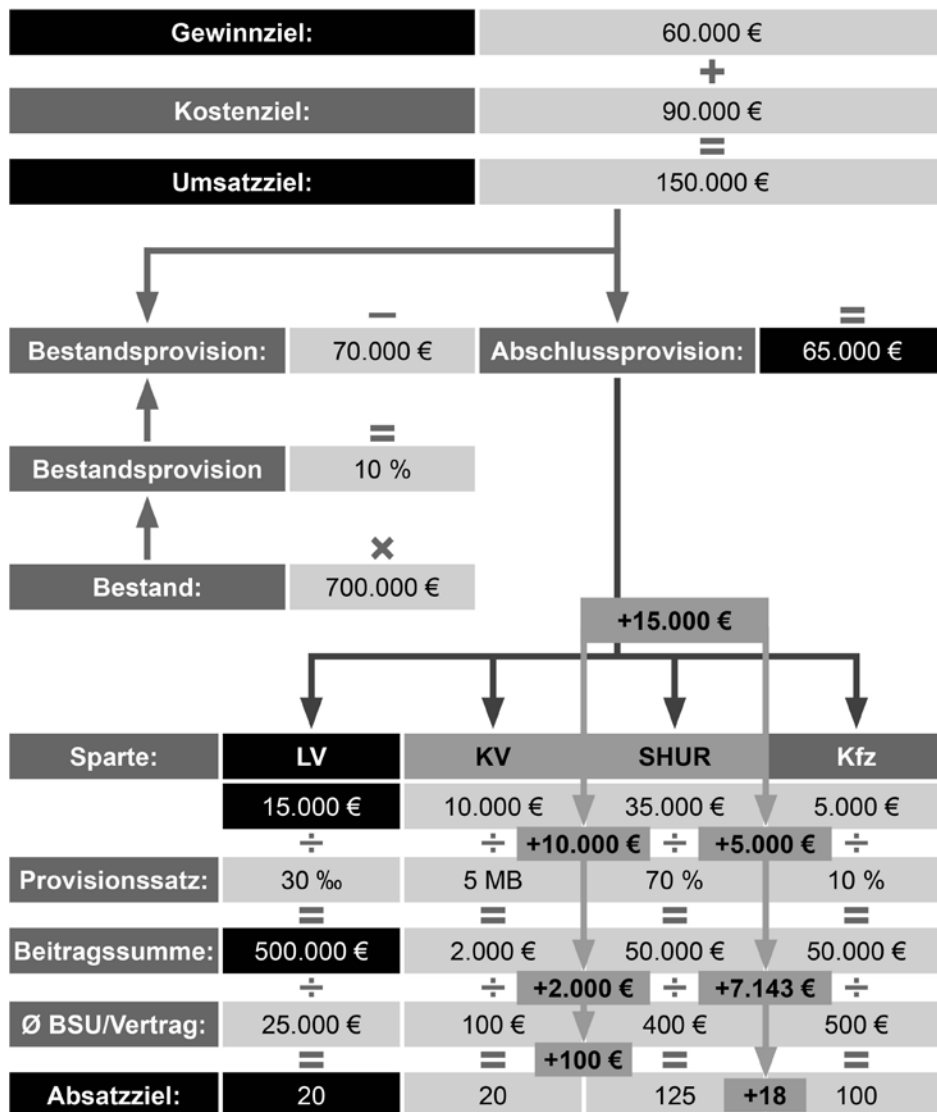 Gewinnziel: 60.000 €
+
Kostenziel: 90.000 €
=
Umsatzziel: 150.000 €
− =
Bestandsprovision: 70.000 € Abschlussprovision: 65.000 €
=
Bestandsprovision 10 %
×
Bestand: 700.000 €
+15.000 €
Sparte: LV KV SHUR Kfz
15.000 € 10.000 € 35.000 € 5.000 €
÷ ÷ +10.000 € ÷ +5.000 € ÷
Provisionssatz: 30 ‰ 5 MB 70 % 10 %
= = = =
Beitragssumme: 500.000 € 2.000 € 50.000 € 50.000 €
÷ ÷ +2.000 € ÷ +7.143 € ÷
Ø BSU/Vertrag: 25.000 € 100 € 400 € 500 €
= = +100 € = =
Absatzziel: 20 20 125 +18 100